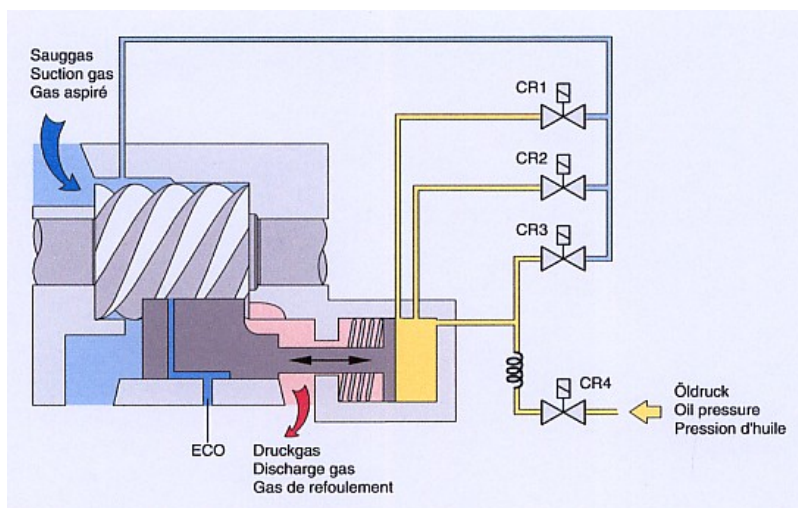 Sauggas
Suction gas
Gas aspiré
CR1
CR2
CR3
CR4
Öldruck
Oil pressure
Pression d'huile
ECO
Druckgas
Discharge gas
Gas de refoulement